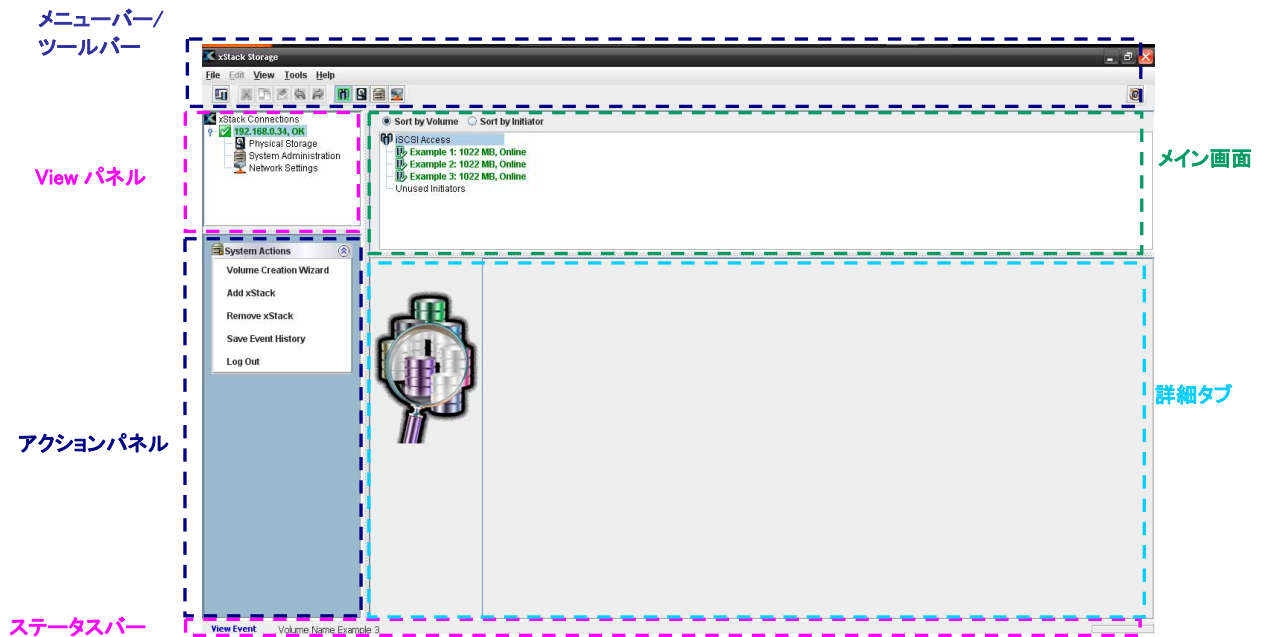 メニューバー/
ツールバー
xStack Storage
File Edit View Tools Help
xStack Connections
192.168.0.34, OK
Physical Storage
System Administration
Network Settings
Sort by Volume Sort by Initiator
iSCSI Access
Example 1: 1022 MB, Online
Example 2: 1022 MB, Online
Example 3: 1022 MB, Online
Unused Initiators
View パネル
メイン画面
System Actions
Volume Creation Wizard
Add xStack
Remove xStack
Save Event History
Log Out
アクションパネル
詳細タブ
ステータスバー
View Event Volume Name Example 3